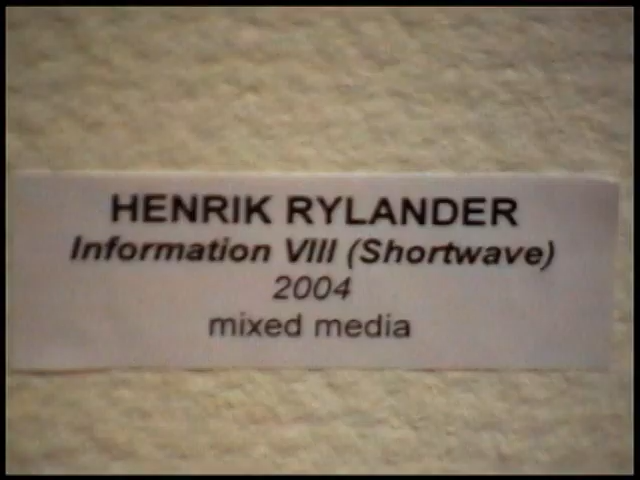 HENRIK RYLANDER
Information VIII (Shortwave)
2004
mixed media